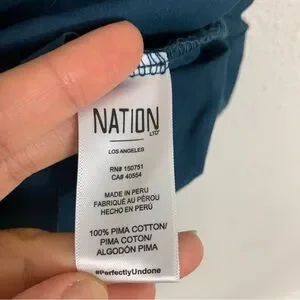 NATION
LTD
LOS ANGELES
RN# 150751
CA# 40554
MADE IN PERU
FABRIQUÉ AU PÉROU
HECHO EN PERÚ
100% PIMA COTTON/
PIMA COTON/
ALGODÓN PIMA
#PerfectlyUndone